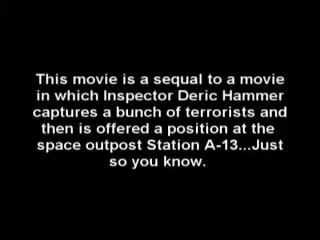 This movie is a sequal to a movie
in which Inspector Deric Hammer
captures a bunch of terrorists and
then is offered a position at the
space outpost Station A-13...Just
so you know.